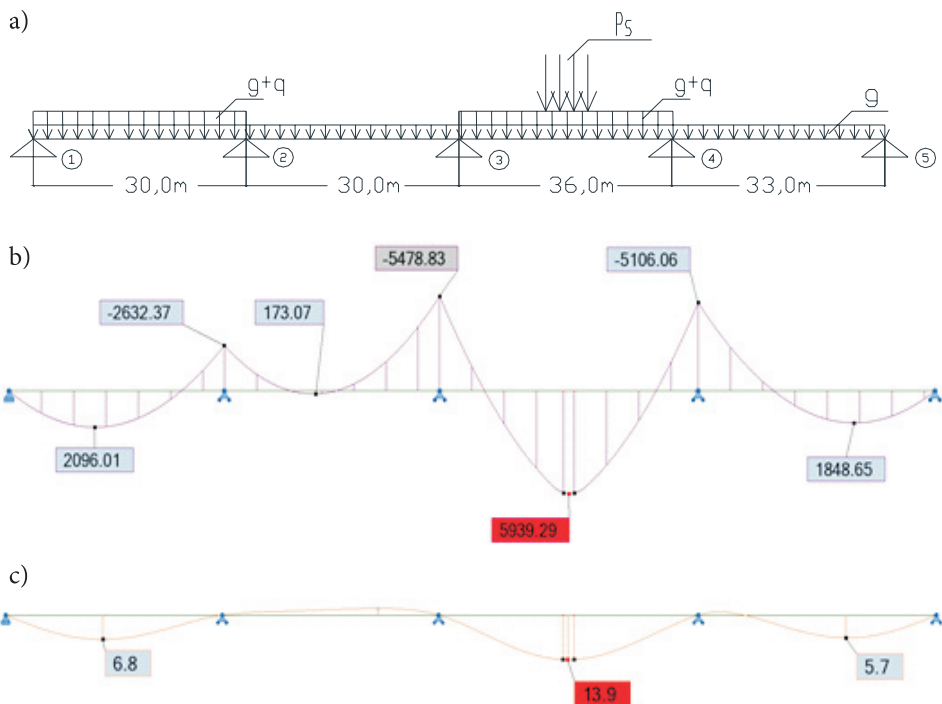 a)
Ps
g+q
g+q
g
1 2 3 4 5
30,0m 30,0m 36,0m 33,0m
b)
-5478.83
-5106.06
-2632.37
173.07
2096.01
1848.65
5939.29
c)
6.8
5.7
13.9